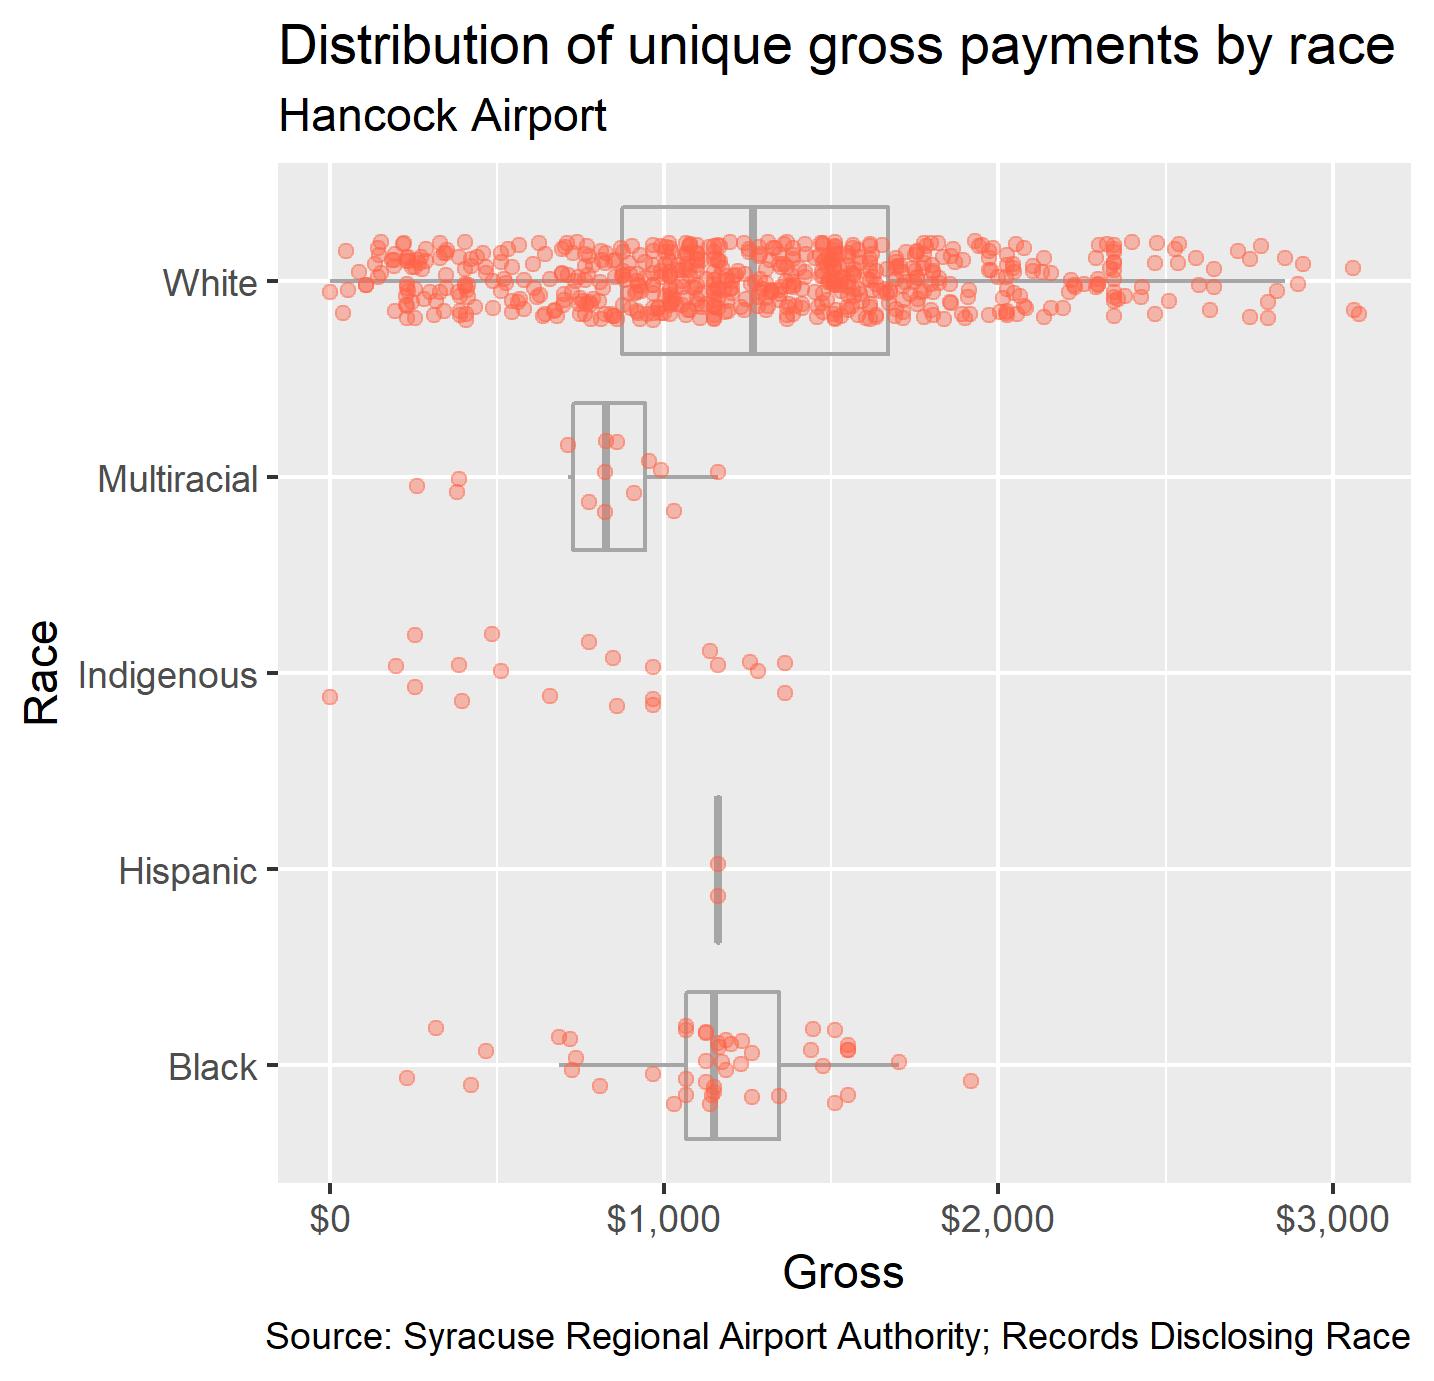 Distribution of unique gross payments by race
Hancock Airport
Race
White
Multiracial
Indigenous
Hispanic
Black
$0
$1,000
$2,000
$3,000
Gross
Source: Syracuse Regional Airport Authority; Records Disclosing Race